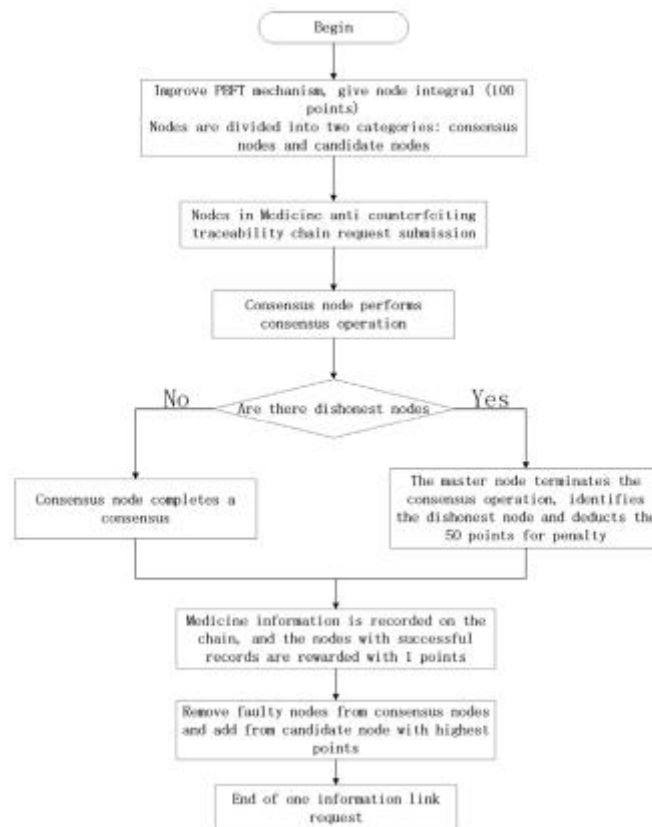 Begin
Improve PBFT mechanism, give node integral (100
points)
Nodes are divided into two categories: consensus
nodes and candidate nodes
Nodes in Medicine anti counterfeiting
traceability chain request submission
Consensus node performs
consensus operation
Are there dishonest nodes
No
Yes
Consensus node completes a
consensus
The master node terminates the
consensus operation, identifies
the dishonest node and deducts the
50 points for penalty
Medicine information is recorded on the
chain, and the nodes with successful
records are rewarded with 1 points
Remove faulty nodes from consensus nodes
and add from candidate node with highest
points
End of one information link
request